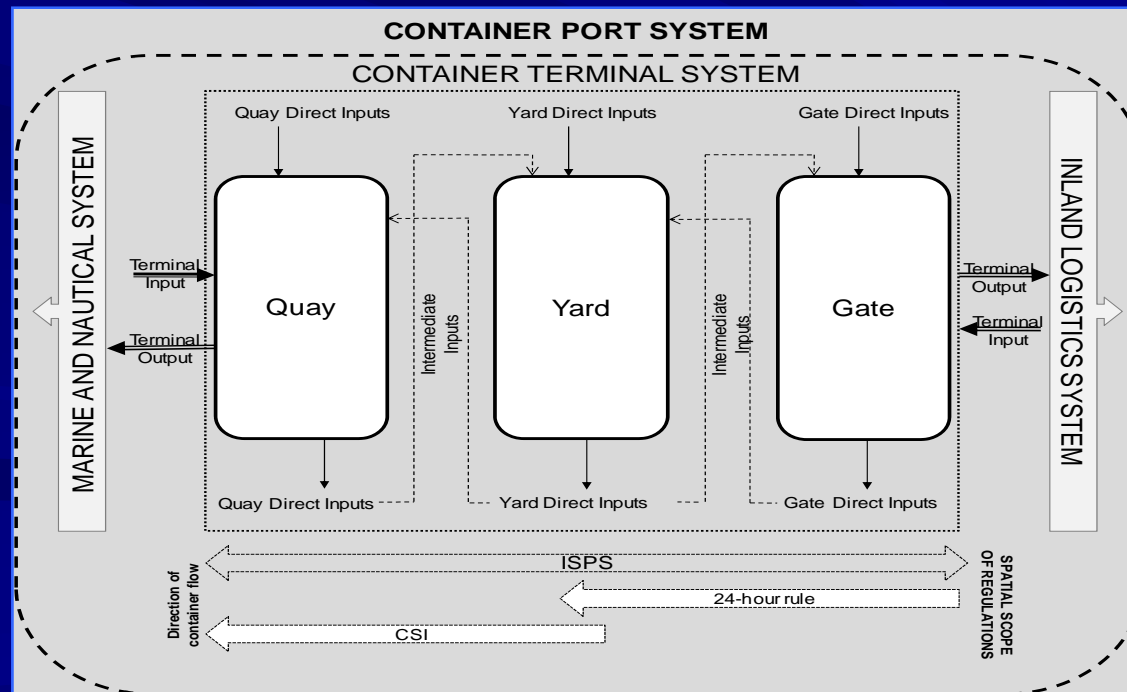 CONTAINER PORT SYSTEM
CONTAINER TERMINAL SYSTEM
Quay Direct Inputs
Yard Direct Inputs
Gate Direct Inputs
MARINE AND NAUTICAL SYSTEM
Terminal
Input
Terminal
Output
Quay
Intermediate
Inputs
Yard
Intermediate
Inputs
Gate
Terminal
Output
Terminal
Input
INLAND LOGISTICS SYSTEM
Quay Direct Inputs
Yard Direct Inputs
Gate Direct Inputs
Direction of
container flow
ISPS
24-hour rule
CSI
SPATIAL SCOPE
OF REGULATIONS